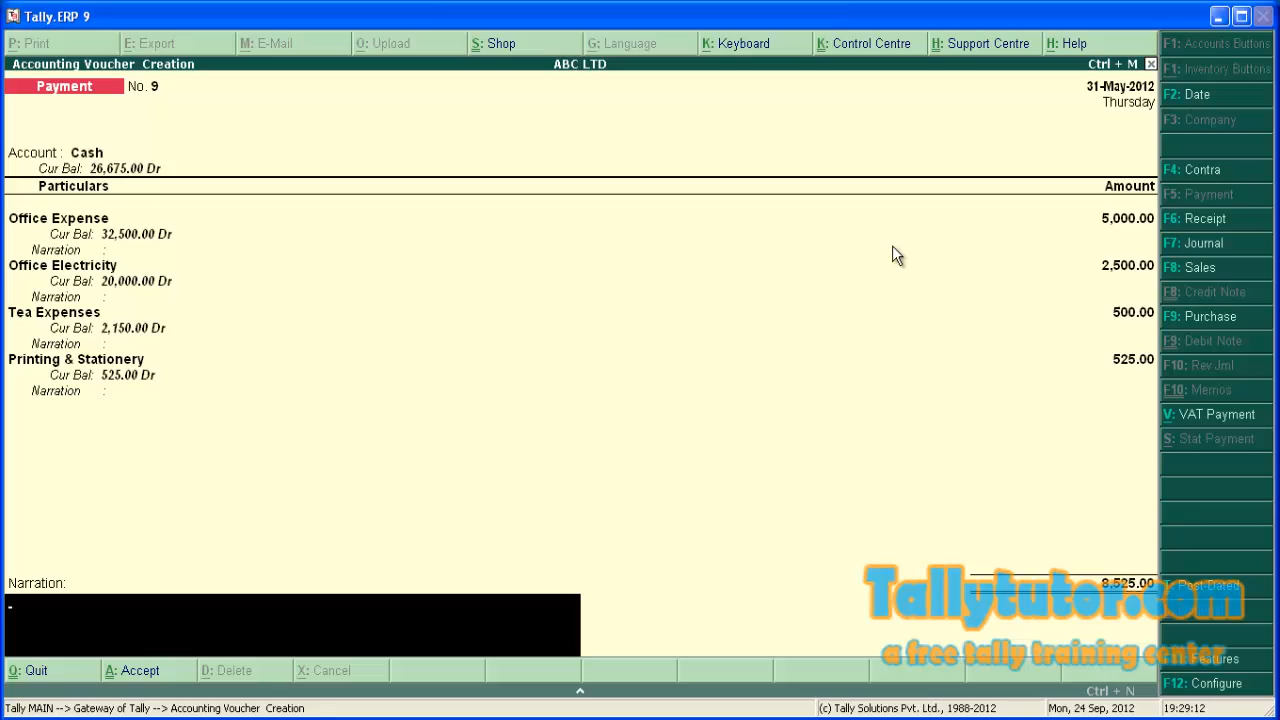 Tally.ERP 9
P: Print E: Export M: E-Mail O: Upload S: Shop G: Language K: Keyboard K: Control Centre H: Support Centre H: Help
Accounting Voucher Creation ABC LTD Ctrl + M
Payment No. 9 31-May-2012
Thursday
Account : Cash
Cur Bal: 26,675.00 Dr
Particulars Amount
Office Expense 5,000.00
Cur Bal: 32,500.00 Dr
Narration :
Office Electricity 2,500.00
Cur Bal: 20,000.00 Dr
Narration :
Tea Expenses 500.00
Cur Bal: 2,150.00 Dr
Narration :
Printing & Stationery 525.00
Cur Bal: 525.00 Dr
Narration :
Narration: 8,525.00
F1: Accounts Buttons
F1: Inventory Buttons
F2: Date
F3: Company
F4: Contra
F5: Payment
F6: Receipt
F7: Journal
F8: Sales
F8: Credit Note
F9: Purchase
F9: Debit Note
F10: Rev Jrnl
F10: Memos
V: VAT Payment
S: Stat Payment
T: Post-Dated
Features
F12: Configure
Tallytutor.com
a free tally training center
Q: Quit A: Accept D: Delete X: Cancel
Ctrl + N
Tally MAIN --> Gateway of Tally --> Accounting Voucher Creation (c) Tally Solutions Pvt. Ltd., 1988-2012 Mon, 24 Sep, 2012 19:29:12